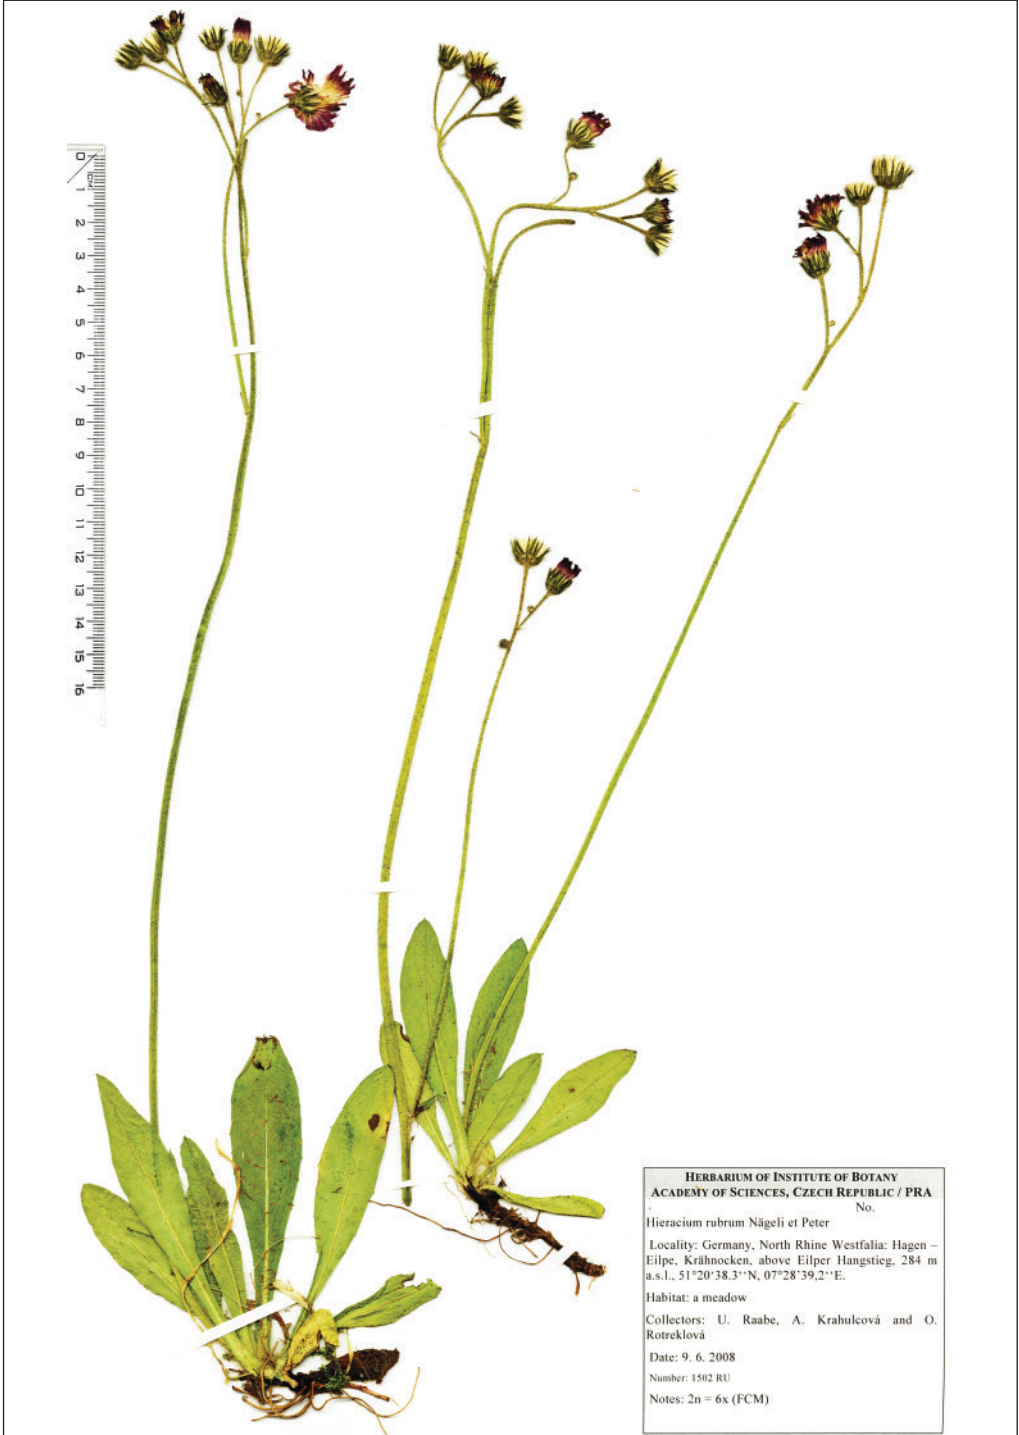 0
1CM
1
2
3
4
5
6
7
8
9
10
11
12
13
14
15
16
HERBARIUM OF INSTITUTE OF BOTANY
ACADEMY OF SCIENCES, CZECH REPUBLIC / PRA
No.
Hieracium rubrum Nägeli et Peter
Locality: Germany, North Rhine Westfalia: Hagen –
Eilpe, Krähnocken, above Eilper Hangstieg, 284 m
a.s.l., 51°20'38.3''N, 07°28'39,2''E.
Habitat: a meadow
Collectors: U. Raabe, A. Krahulcová and O.
Rotreklová
Date: 9. 6. 2008
Number: 1502 RU
Notes: 2n = 6x (FCM)